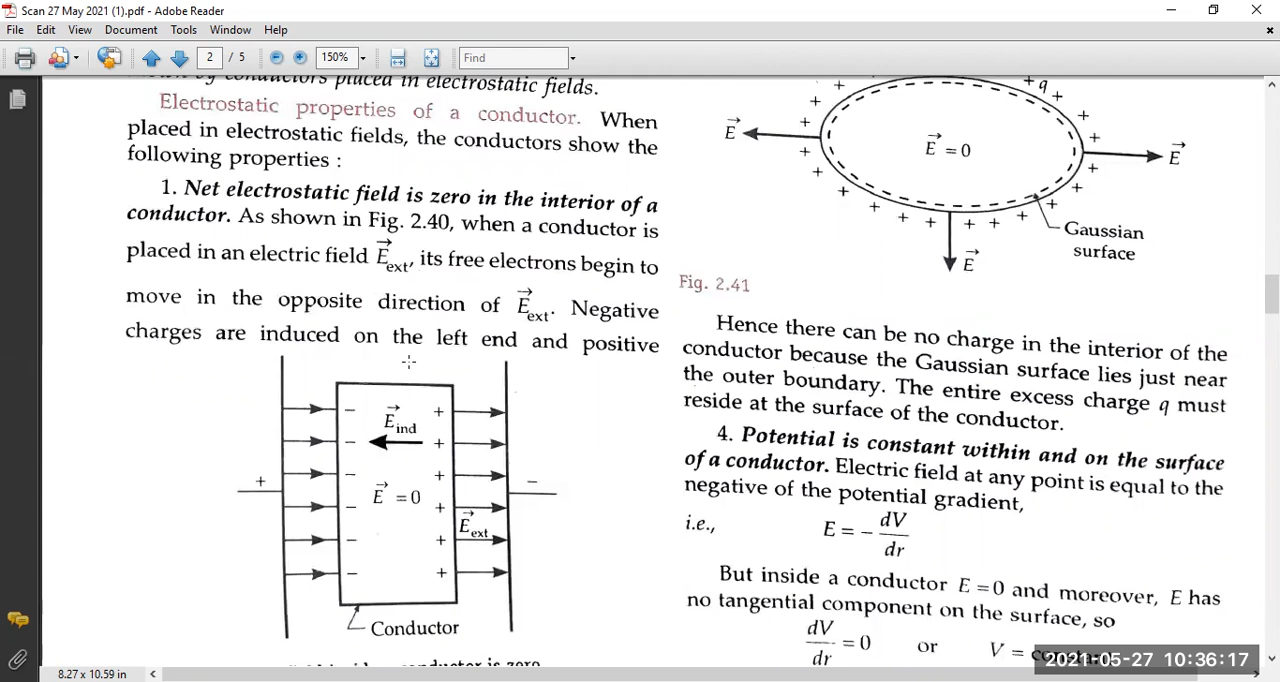 Scan 27 May 2021 (1).pdf - Adobe Reader
File Edit View Document Tools Window Help
2 / 5 150% Find
placed in electrostatic fields.
Electrostatic properties of a conductor. When
placed in electrostatic fields, the conductors show the
following properties :
1. Net electrostatic field is zero in the interior of a
conductor. As shown in Fig. 2.40, when a conductor is
placed in an electric field E⃗ext, its free electrons begin to
move in the opposite direction of E⃗ext. Negative
charges are induced on the left end and positive
E⃗ind
+
E⃗ = 0
−
E⃗ext
Conductor
q
E⃗
E⃗ = 0
E⃗
Gaussian
surface
E⃗
Fig. 2.41
Hence there can be no charge in the interior of the
conductor because the Gaussian surface lies just near
the outer boundary. The entire excess charge q must
reside at the surface of the conductor.
4. Potential is constant within and on the surface
of a conductor. Electric field at any point is equal to the
negative of the potential gradient,
i.e., E = − dV/dr
But inside a conductor E = 0 and moreover, E has
no tangential component on the surface, so
dV/dr = 0 or V =
2021-05-27 10:36:17
8.27 x 10.59 in